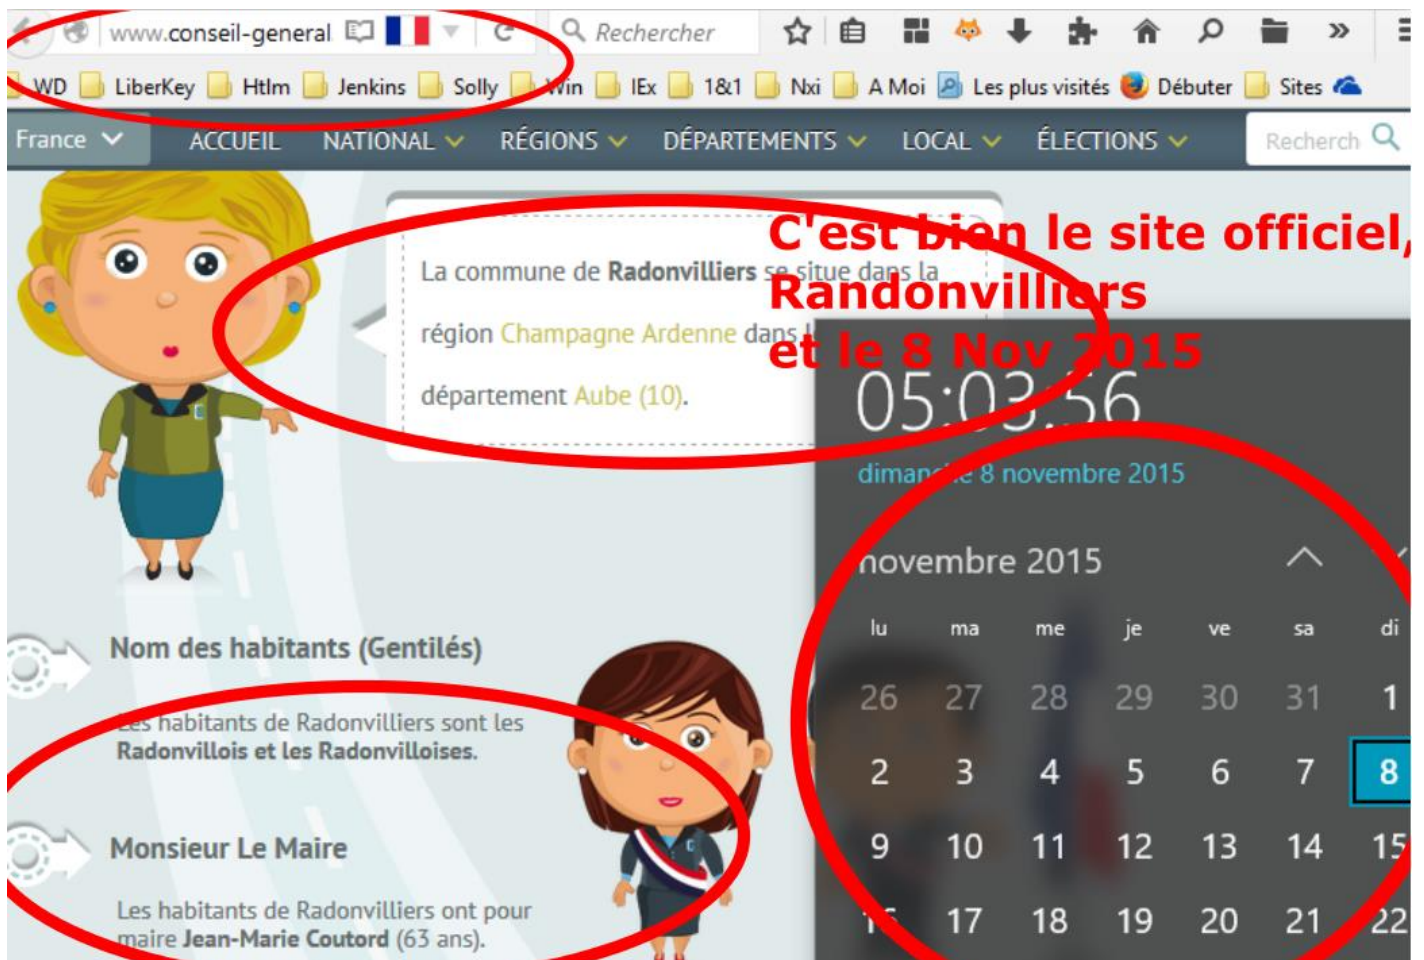 www.conseil-general Rechercher
WD LiberKey Htlm Jenkins Solly Win IEx 1&1 Nxi A Moi Les plus visités Débuter Sites
France ACCUEIL NATIONAL RÉGIONS DÉPARTEMENTS LOCAL ÉLECTIONS Recherch
C'est bien le site officiel,
Randonvilliers
et le 8 Nov 2015
La commune de Radonvilliers se situe dans la
région Champagne Ardenne dans
département Aube (10).
05:03:56
dimanche 8 novembre 2015
novembre 2015
lu ma me je ve sa di
26 27 28 29 30 31 1
2 3 4 5 6 7 8
9 10 11 12 13 14 15
16 17 18 19 20 21 22
Nom des habitants (Gentilés)
Les habitants de Radonvilliers sont les
Radonvillois et les Radonvilloises.
Monsieur Le Maire
Les habitants de Radonvilliers ont pour
maire Jean-Marie Coutord (63 ans).